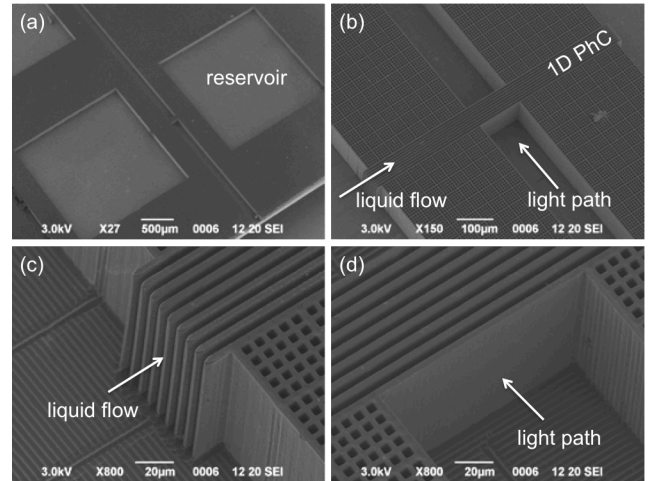 (a)
reservoir
3.0kV X27 500µm 0006 12 20 SEI
(b)
1D PhC
liquid flow
light path
3.0kV X150 100µm 0006 12 20 SEI
(c)
liquid flow
3.0kV X800 20µm 0006 12 20 SEI
(d)
light path
3.0kV X800 20µm 0006 12 20 SEI